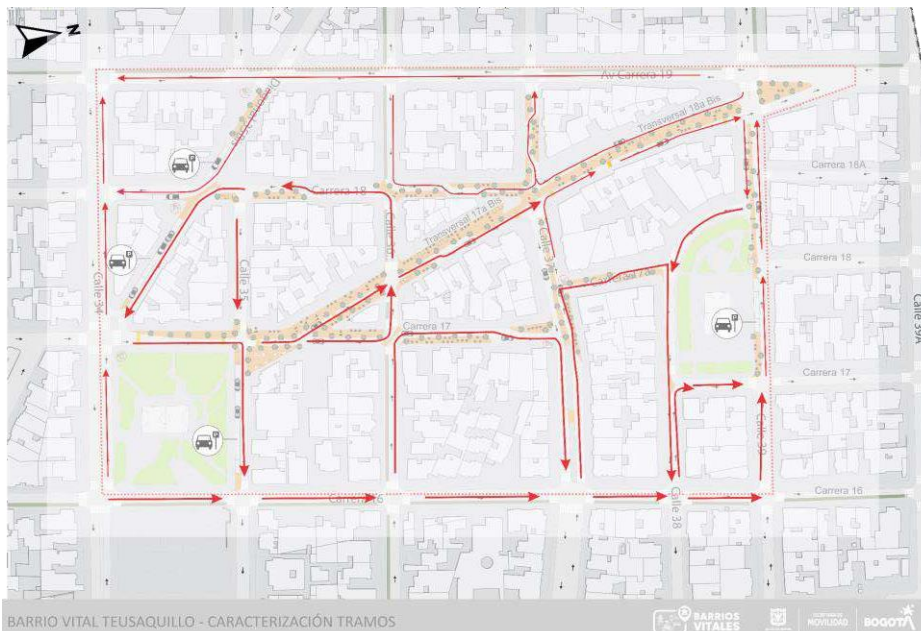 N
Av Carrera 19
Transversal 18a Bis
Carrera 18A
Carrera 18
Transversal 17a Bis
Calle 34
Calle 35
Carrera 18
Calle 39A
Carrera 17
Carrera 17
Calle 39
Carrera 16
Calle 38
BARRIO VITAL TEUSAQUILLO - CARACTERIZACIÓN TRAMOS
BARRIOS
VITALES
MOVILIDAD
BOGOTÁ